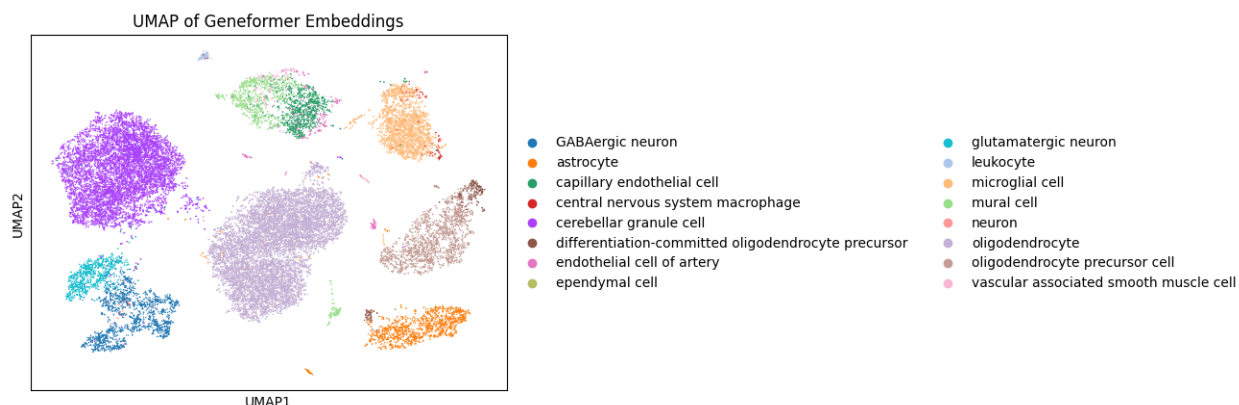 UMAP of Geneformer Embeddings
UMAP2
UMAP1
GABAergic neuron
astrocyte
capillary endothelial cell
central nervous system macrophage
cerebellar granule cell
differentiation-committed oligodendrocyte precursor
endothelial cell of artery
ependymal cell
glutamatergic neuron
leukocyte
microglial cell
mural cell
neuron
oligodendrocyte
oligodendrocyte precursor cell
vascular associated smooth muscle cell